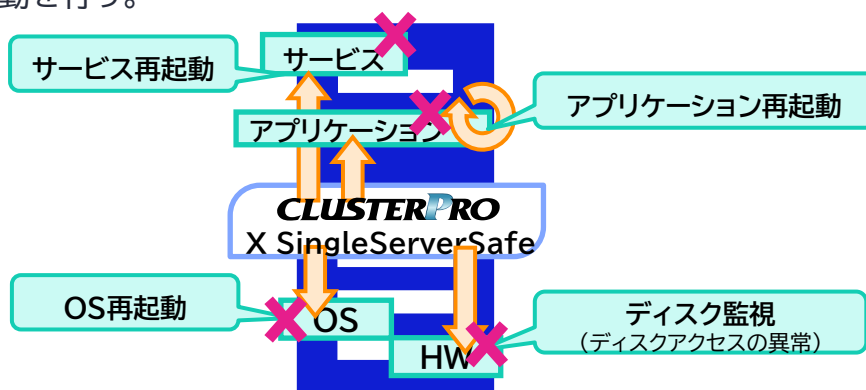 動を行う。
サービス
サービス再起動
アプリケーション再起動
アプリケーション
CLUSTERPRO
X SingleServerSafe
OS再起動
OS
ディスク監視
（ディスクアクセスの異常）
HW